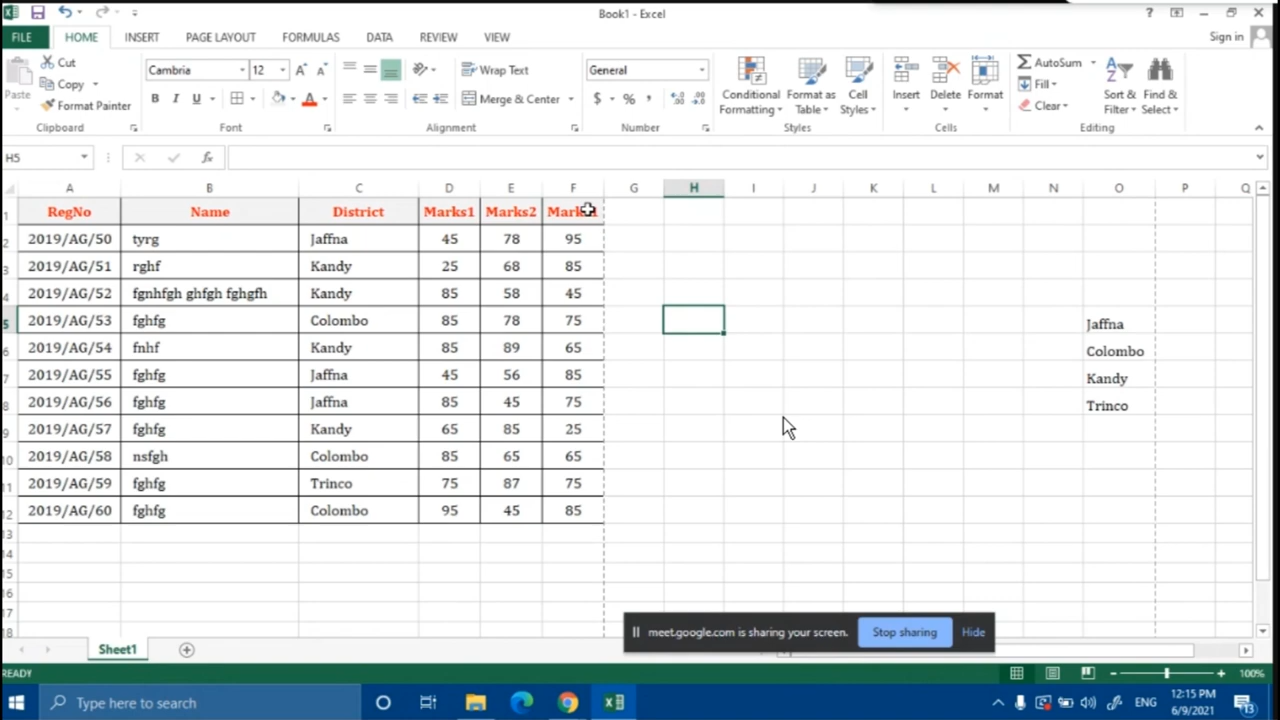 Book1 - Excel
Sign in
FILE HOME INSERT PAGE LAYOUT FORMULAS DATA REVIEW VIEW
Paste
Cut
Copy
Format Painter
Clipboard
Cambria 12
B I U
Font
Wrap Text
Merge & Center
Alignment
General
$ % ,
Number
Conditional Formatting
Format as Table
Cell Styles
Styles
Insert Delete Format
Cells
AutoSum
Fill
Clear
Sort & Filter
Find & Select
Editing
H5 fx
A B C D E F G H I J K L M N O P Q
1 RegNo Name District Marks1 Marks2
2 2019/AG/50 tyrg Jaffna 45 78 95
3 2019/AG/51 rghf Kandy 25 68 85
4 2019/AG/52 fgnhfgh ghfgh fghgfh Kandy 85 58 45
5 2019/AG/53 fghfg Colombo 85 78 75 Jaffna
6 2019/AG/54 fnhf Kandy 85 89 65 Colombo
7 2019/AG/55 fghfg Jaffna 45 56 85 Kandy
8 2019/AG/56 fghfg Jaffna 85 45 75 Trinco
9 2019/AG/57 fghfg Kandy 65 85 25
10 2019/AG/58 nsfgh Colombo 85 65 65
11 2019/AG/59 fghfg Trinco 75 87 75
12 2019/AG/60 fghfg Colombo 95 45 85
13
14
15
16
17
18
meet.google.com is sharing your screen. Stop sharing Hide
Sheet1
READY 100%
Type here to search
ENG
12:15 PM
6/9/2021
13